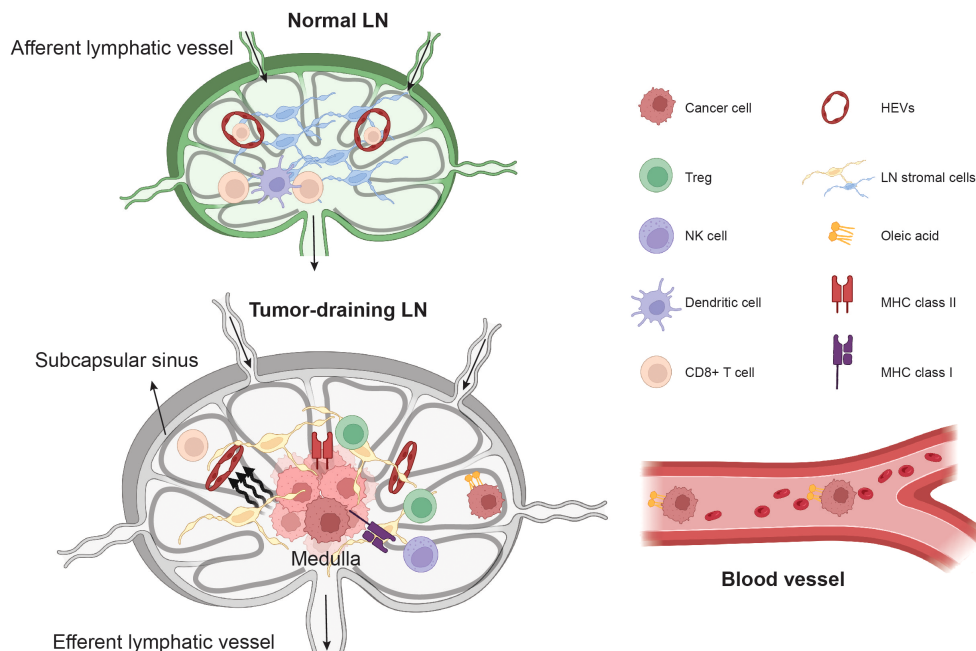 Normal LN
Afferent lymphatic vessel
Tumor-draining LN
Subcapsular sinus
Medulla
Efferent lymphatic vessel
Cancer cell
HEVs
Treg
LN stromal cells
NK cell
Oleic acid
Dendritic cell
MHC class II
CD8+ T cell
MHC class I
Blood vessel